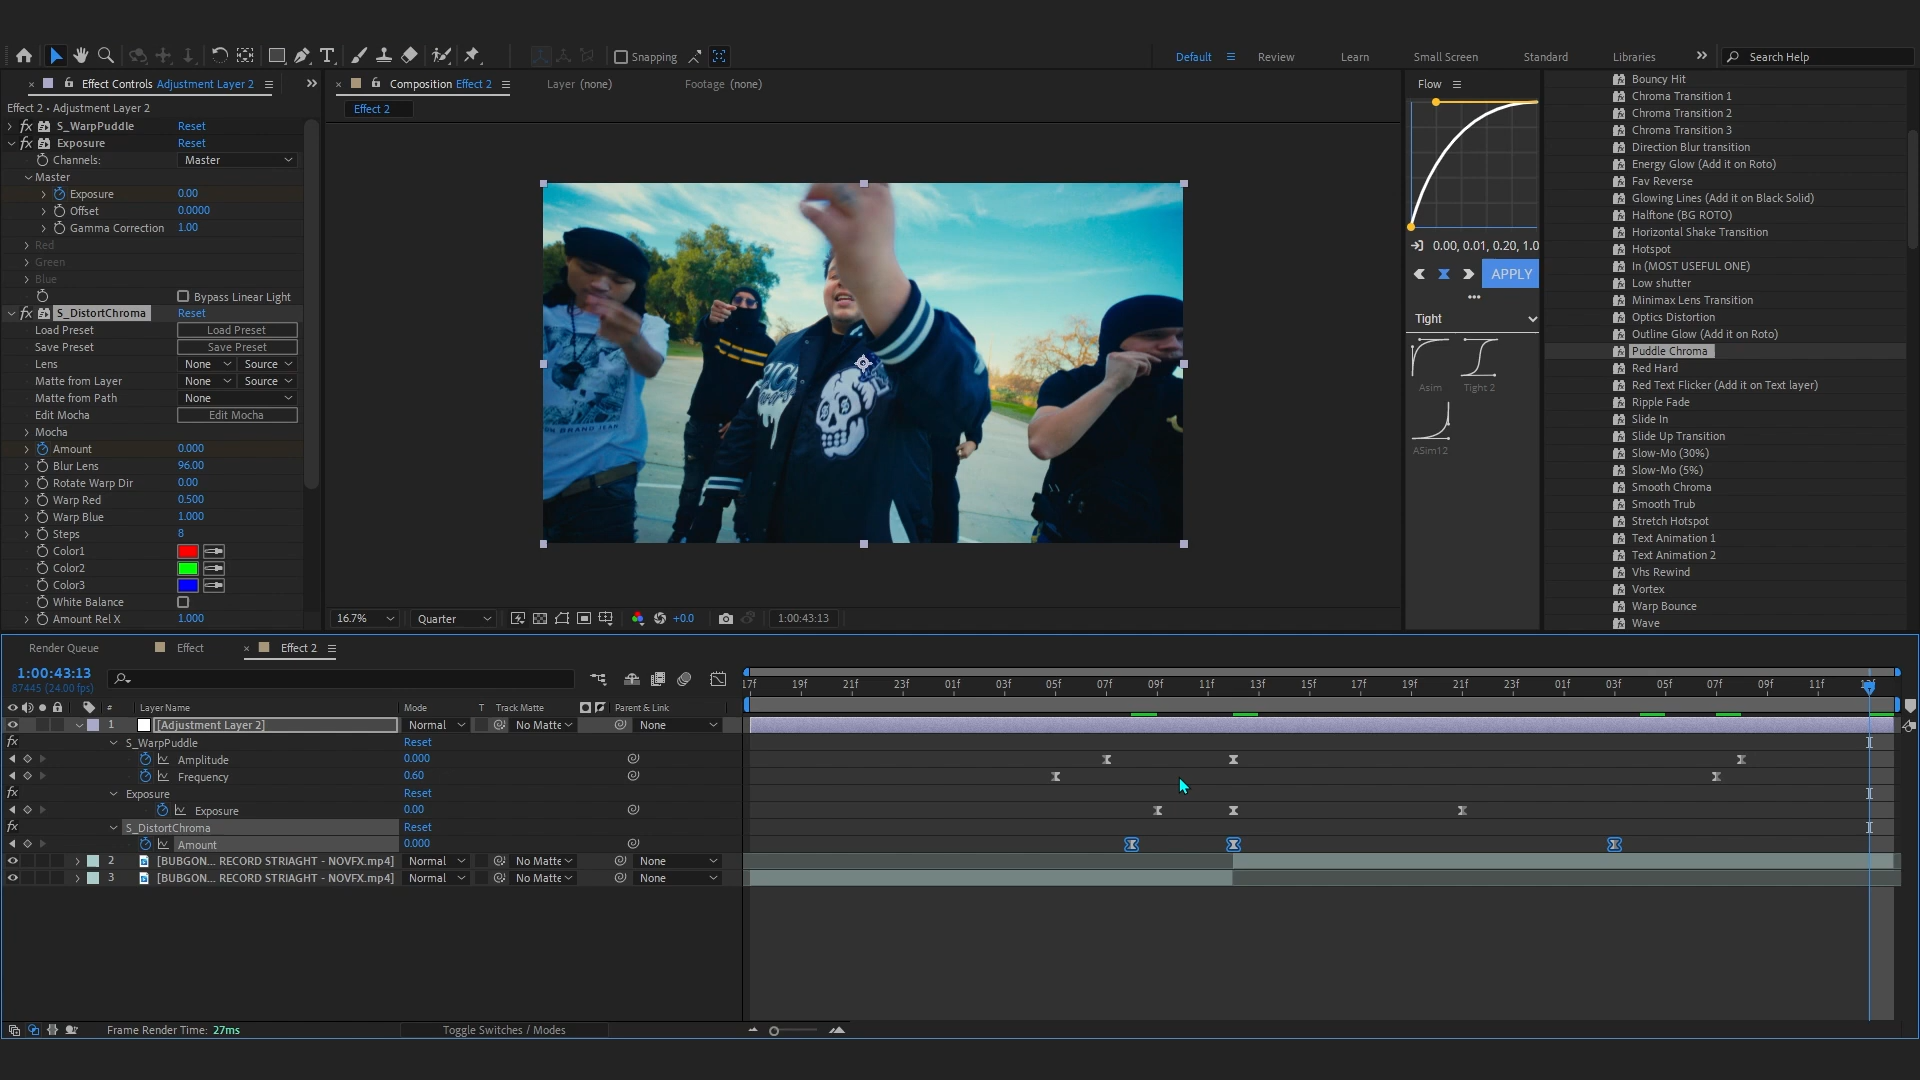 Snapping
Default
Review
Learn
Small Screen
Standard
Libraries
Search Help
Effect Controls Adjustment Layer 2
Composition Effect 2
Layer (none)
Footage (none)
Flow
Effect 2 • Adjustment Layer 2
Effect 2
S_WarpPuddle Reset
Exposure Reset
Channels: Master
Master
Exposure 0.00
Offset 0.0000
Gamma Correction 1.00
Red
Green
Blue
Bypass Linear Light
S_DistortChroma Reset
Load Preset Load Preset
Save Preset Save Preset
Lens None Source
Matte from Layer None Source
Matte from Path None
Edit Mocha Edit Mocha
Mocha
Amount 0.000
Blur Lens 96.00
Rotate Warp Dir 0.00
Warp Red 0.500
Warp Blue 1.000
Steps 8
Color1
Color2
Color3
White Balance
Amount Rel X 1.000
16.7%
Quarter
+0.0
1:00:43:13
0.00, 0.01, 0.20, 1.0
APPLY
Tight
Asim
Tight 2
ASim12
Bouncy Hit
Chroma Transition 1
Chroma Transition 2
Chroma Transition 3
Direction Blur transition
Energy Glow (Add it on Roto)
Fav Reverse
Glowing Lines (Add it on Black Solid)
Halftone (BG ROTO)
Horizontal Shake Transition
Hotspot
In (MOST USEFUL ONE)
Low shutter
Minimax Lens Transition
Optics Distortion
Outline Glow (Add it on Roto)
Puddle Chroma
Red Hard
Red Text Flicker (Add it on Text layer)
Ripple Fade
Slide In
Slide Up Transition
Slow-Mo (30%)
Slow-Mo (5%)
Smooth Chroma
Smooth Trub
Stretch Hotspot
Text Animation 1
Text Animation 2
Vhs Rewind
Vortex
Warp Bounce
Wave
Render Queue
Effect
Effect 2
1:00:43:13
87445 (24.00 fps)
17f 19f 21f 23f 01f 03f 05f 07f 09f 11f 13f 15f 17f 19f 21f 23f 01f 03f 05f 07f 09f 11f
# Layer Name Mode T Track Matte Parent & Link
1 [Adjustment Layer 2] Normal No Matte None
fx S_WarpPuddle Reset
Amplitude 0.000
Frequency 0.60
fx Exposure Reset
Exposure 0.00
fx S_DistortChroma Reset
Amount 0.000
2 [BUBGON... RECORD STRIAGHT - NOVFX.mp4] Normal No Matte None
3 [BUBGON... RECORD STRIAGHT - NOVFX.mp4] Normal No Matte None
Frame Render Time: 27ms
Toggle Switches / Modes